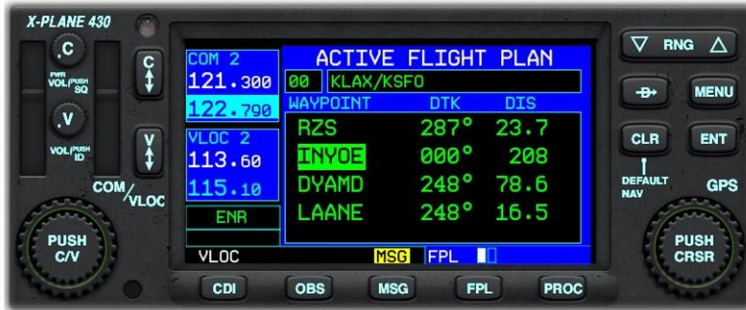 X-PLANE 430
C
PWR
VOL/PUSH
SQ
V
VOL/PUSH
ID
C
V
COM/VLOC
PUSH
C/V
COM 2
121.300
122.790
VLOC 2
113.60
115.10
ENR
VLOC
ACTIVE FLIGHT PLAN
00 KLAX/KSFO
WAYPOINT DTK DIS
RZS 287° 23.7
INYOE 000° 208
DYAMD 248° 78.6
LAANE 248° 16.5
MSG FPL
RNG
D
MENU
CLR
ENT
DEFAULT
NAV
GPS
PUSH
CRSR
CDI
OBS
MSG
FPL
PROC